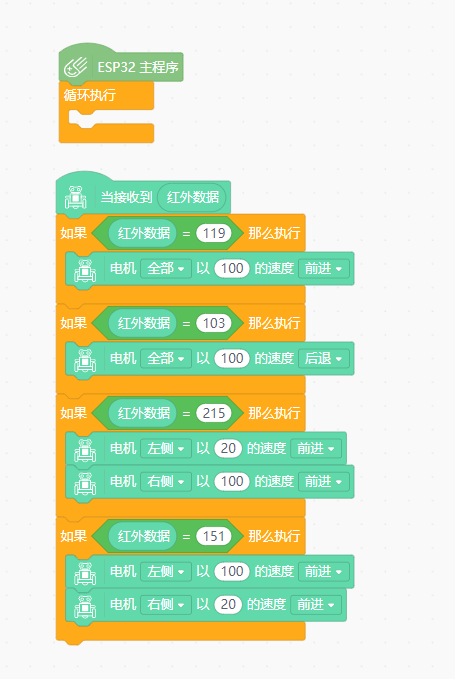 ESP32 主程序
循环执行
当接收到 红外数据
如果 红外数据 = 119 那么执行
电机 全部 以 100 的速度 前进
如果 红外数据 = 103 那么执行
电机 全部 以 100 的速度 后退
如果 红外数据 = 215 那么执行
电机 左侧 以 20 的速度 前进
电机 右侧 以 100 的速度 前进
如果 红外数据 = 151 那么执行
电机 左侧 以 100 的速度 前进
电机 右侧 以 20 的速度 前进